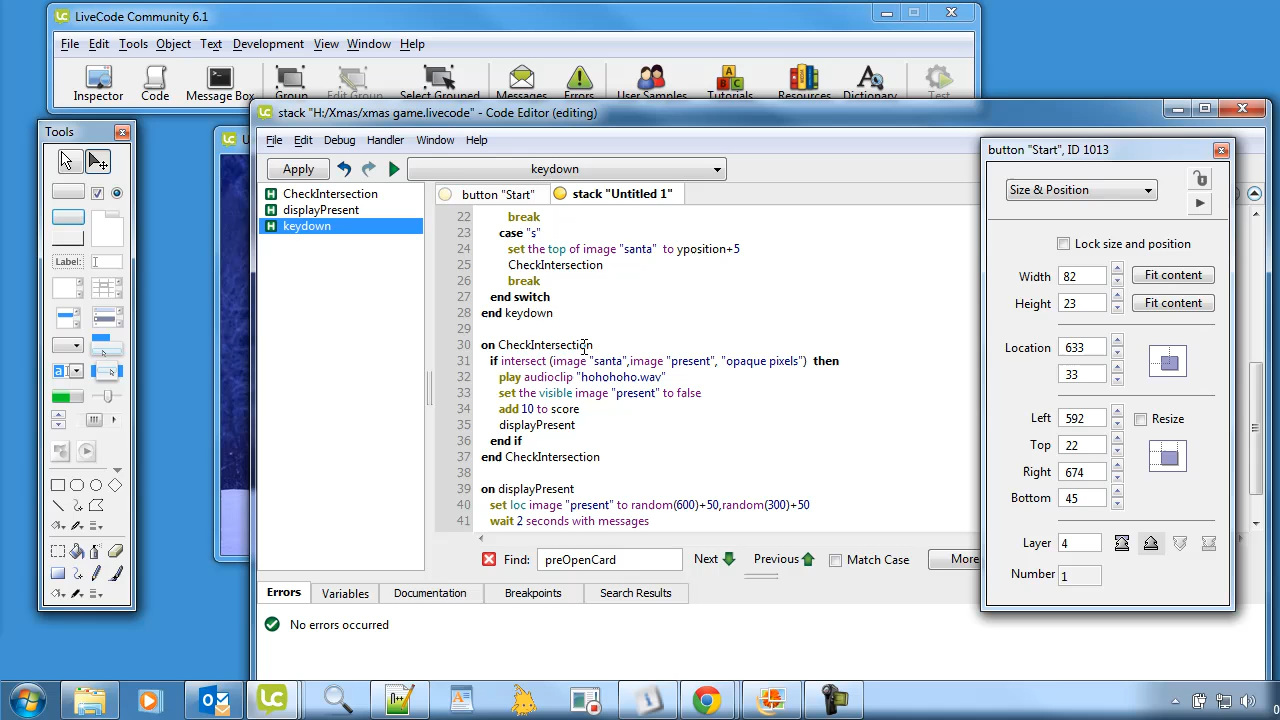 LiveCode Community 6.1
File Edit Tools Object Text Development View Window Help
Inspector Code Message Box Group Edit Group Select Grouped Messages Errors User Samples Tutorials Resources Dictionary Test
stack "H:/Xmas/xmas game.livecode" - Code Editor (editing)
File Edit Debug Handler Window Help
Apply keydown
CheckIntersection
displayPresent
keydown
button "Start" stack "Untitled 1"
22 break
23 case "s"
24 set the top of image "santa" to yposition+5
25 CheckIntersection
26 break
27 end switch
28 end keydown
29
30 on CheckIntersection
31 if intersect (image "santa",image "present", "opaque pixels") then
32 play audioclip "hohohoho.wav"
33 set the visible image "present" to false
34 add 10 to score
35 displayPresent
36 end if
37 end CheckIntersection
38
39 on displayPresent
40 set loc image "present" to random(600)+50,random(300)+50
41 wait 2 seconds with messages
Find: preOpenCard Next Previous Match Case More
Errors Variables Documentation Breakpoints Search Results
No errors occurred
Tools
Label:
button "Start", ID 1013
Size & Position
Lock size and position
Width 82 Fit content
Height 23 Fit content
Location 633
33
Left 592 Resize
Top 22
Right 674
Bottom 45
Layer 4
Number 1